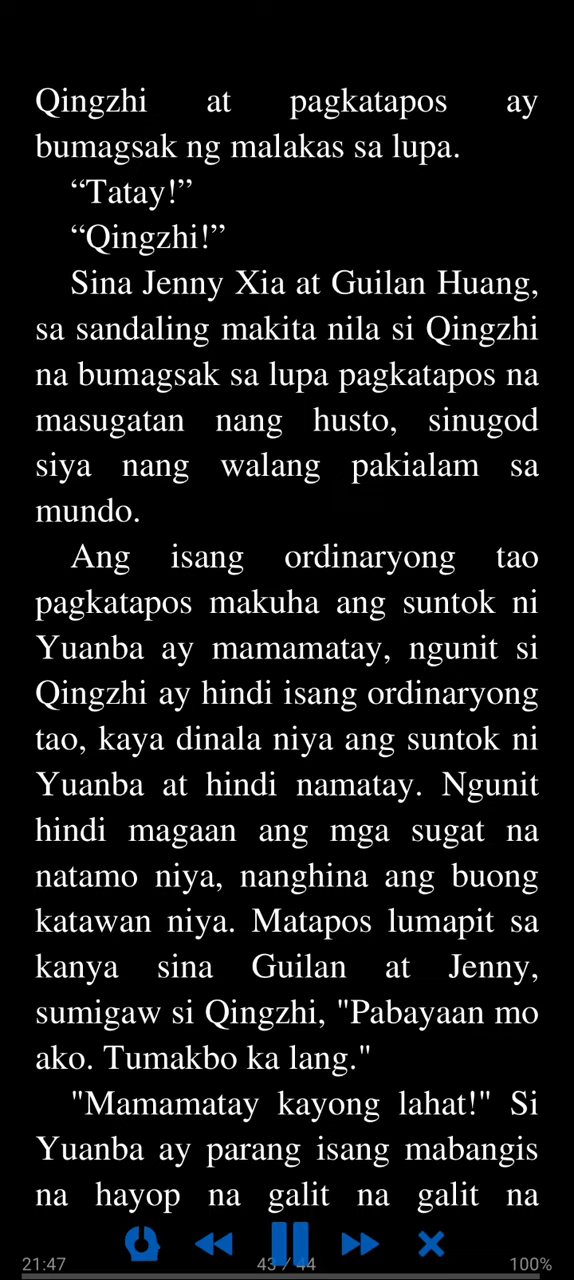 Qingzhi at pagkatapos ay
bumagsak ng malakas sa lupa.
“Tatay!”
“Qingzhi!”
Sina Jenny Xia at Guilan Huang,
sa sandaling makita nila si Qingzhi
na bumagsak sa lupa pagkatapos na
masugatan nang husto, sinugod
siya nang walang pakialam sa
mundo.
Ang isang ordinaryong tao
pagkatapos makuha ang suntok ni
Yuanba ay mamamatay, ngunit si
Qingzhi ay hindi isang ordinaryong
tao, kaya dinala niya ang suntok ni
Yuanba at hindi namatay. Ngunit
hindi magaan ang mga sugat na
natamo niya, nanghina ang buong
katawan niya. Matapos lumapit sa
kanya sina Guilan at Jenny,
sumigaw si Qingzhi, "Pabayaan mo
ako. Tumakbo ka lang."
"Mamamatay kayong lahat!" Si
Yuanba ay parang isang mabangis
na hayop na galit na galit na
21:47 43 / 44 100%